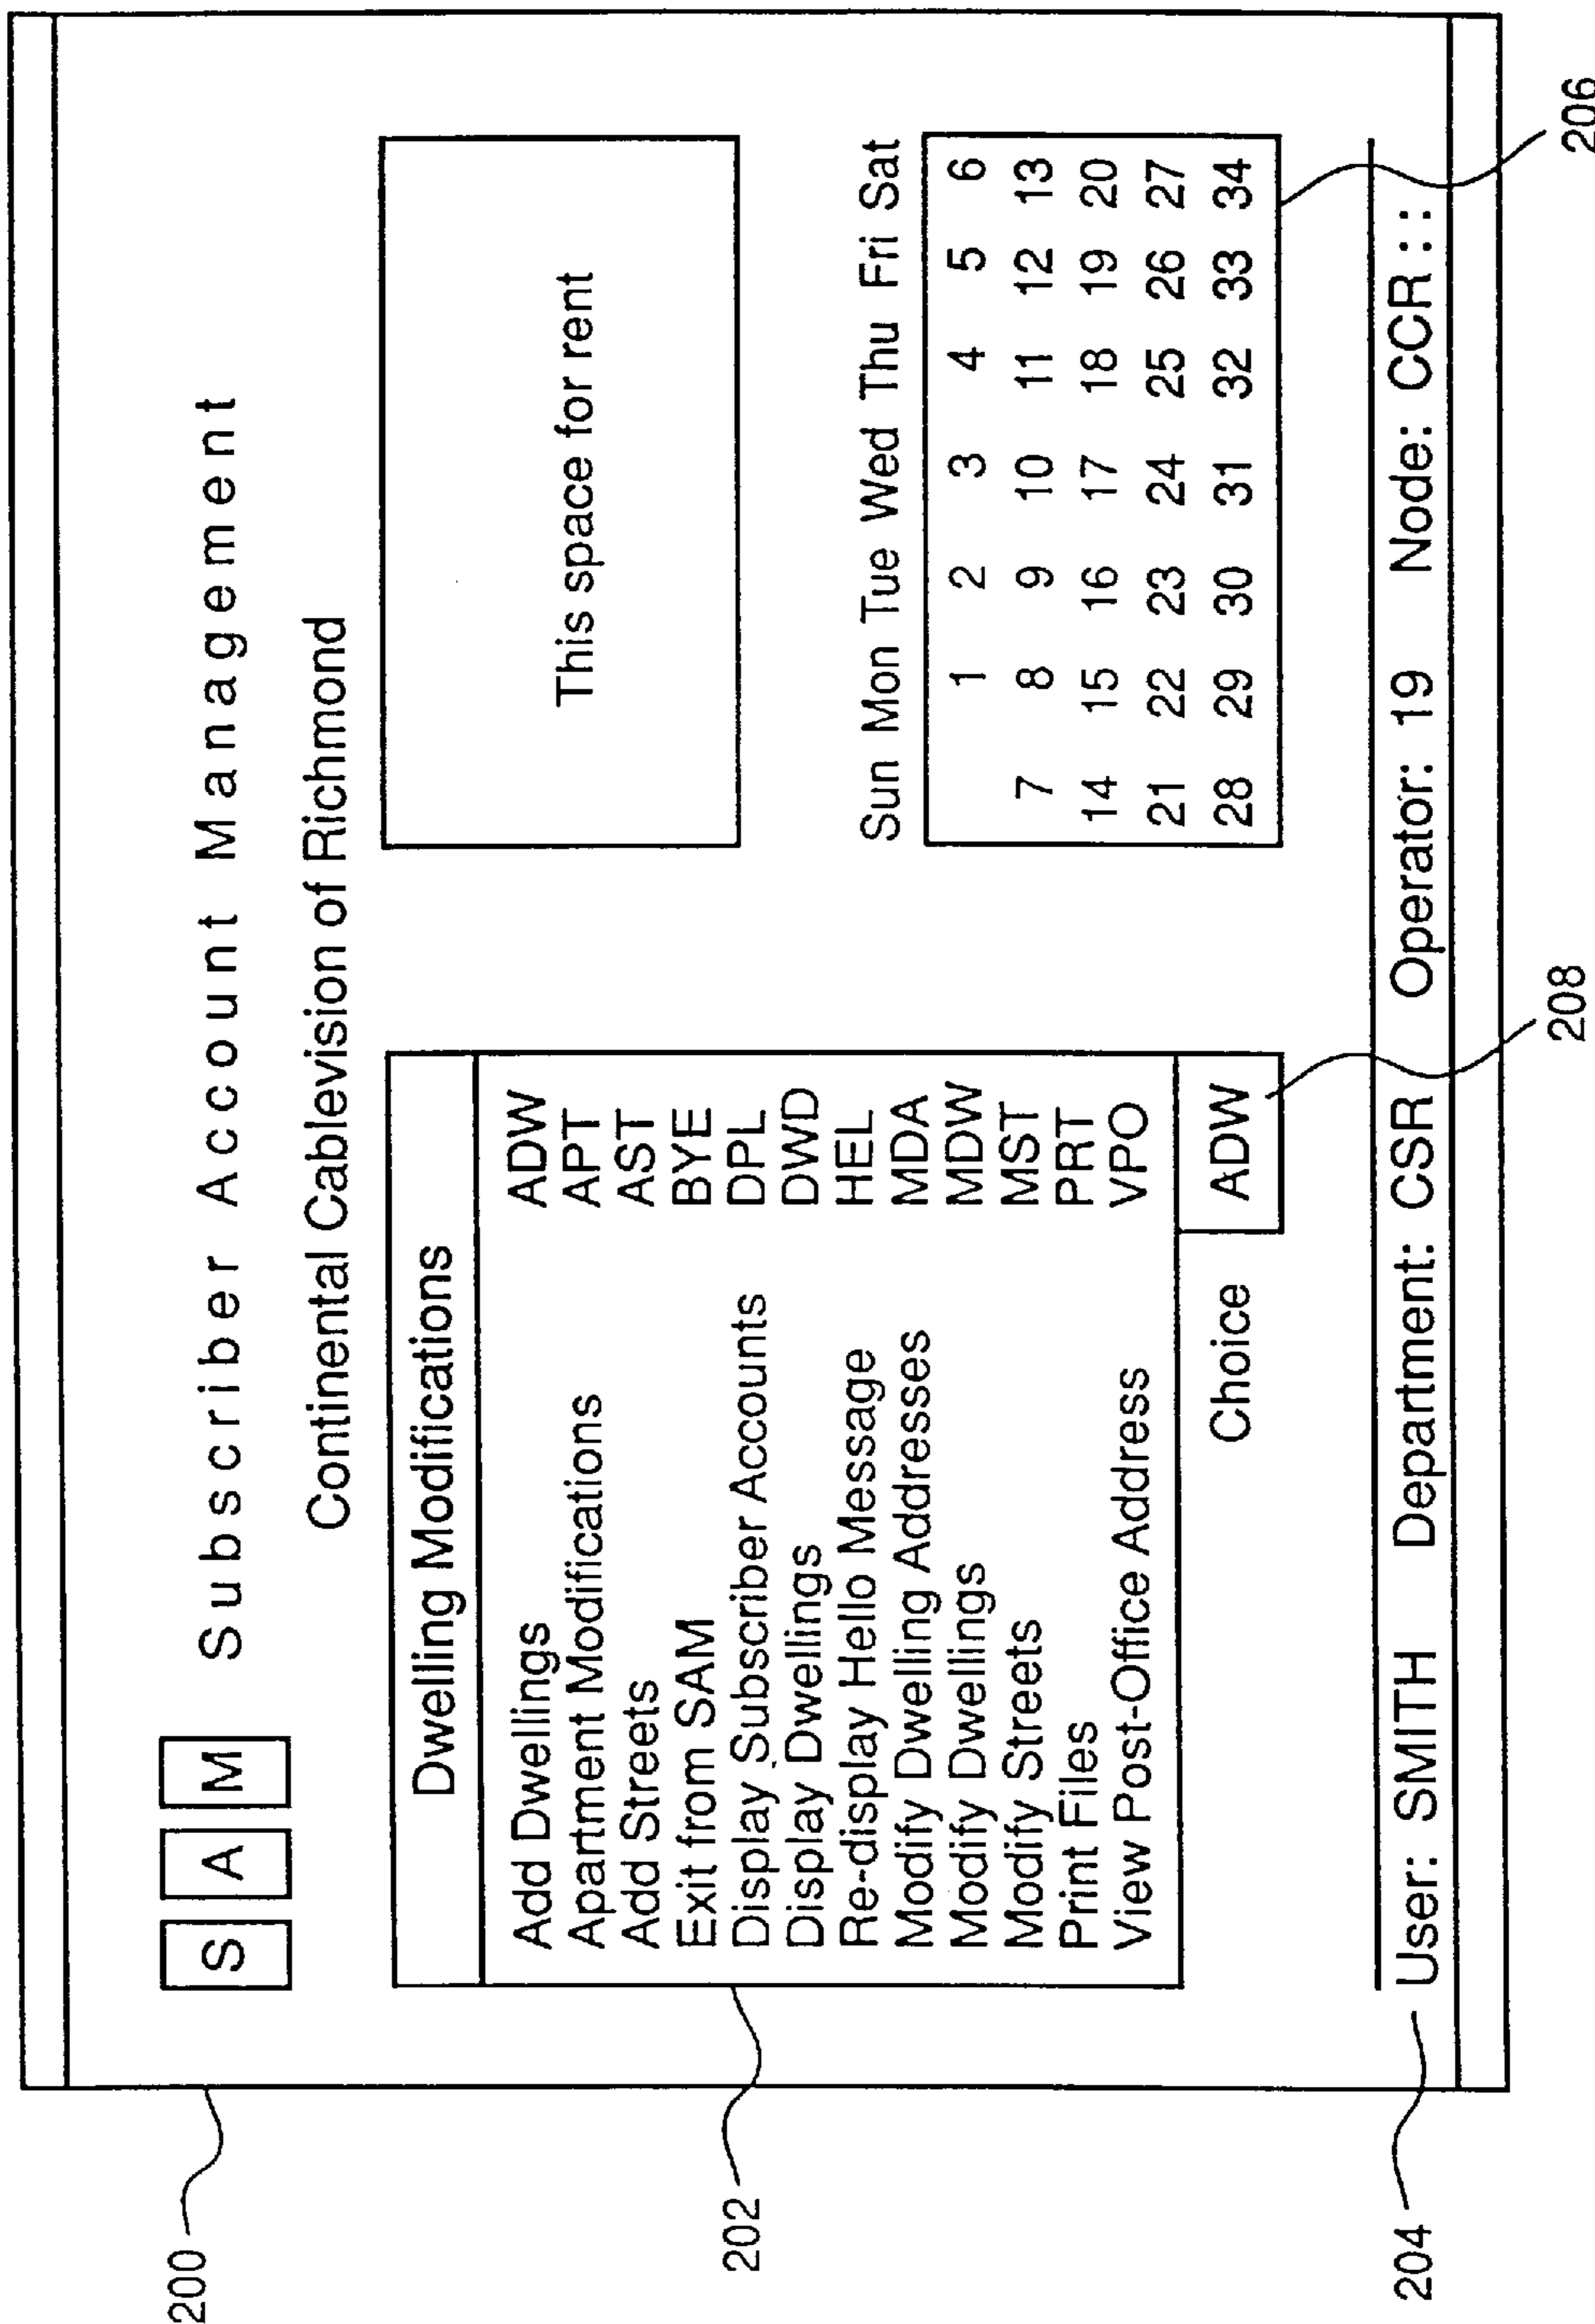 S A M Subscriber Account Management
Continental Cablevision of Richmond
Dwelling Modifications
Add Dwellings ADW
Apartment Modifications APT
Add Streets AST
Exit from SAM BYE
Display Subscriber Accounts DPL
Display Dwellings DWD
Re-display Hello Message HEL
Modify Dwelling Addresses MDA
Modify Dwellings MDW
Modify Streets MST
Print Files PRT
View Post-Office Address VPO
Choice ADW
This space for rent
Sun Mon Tue Wed Thu Fri Sat
1 2 3 4 5 6
7 8 9 10 11 12 13
14 15 16 17 18 19 20
21 22 23 24 25 26 27
28 29 30 31 32 33 34
User: SMITH Department: CSR Operator: 19 Node: CCR : :
200
202
204
206
208